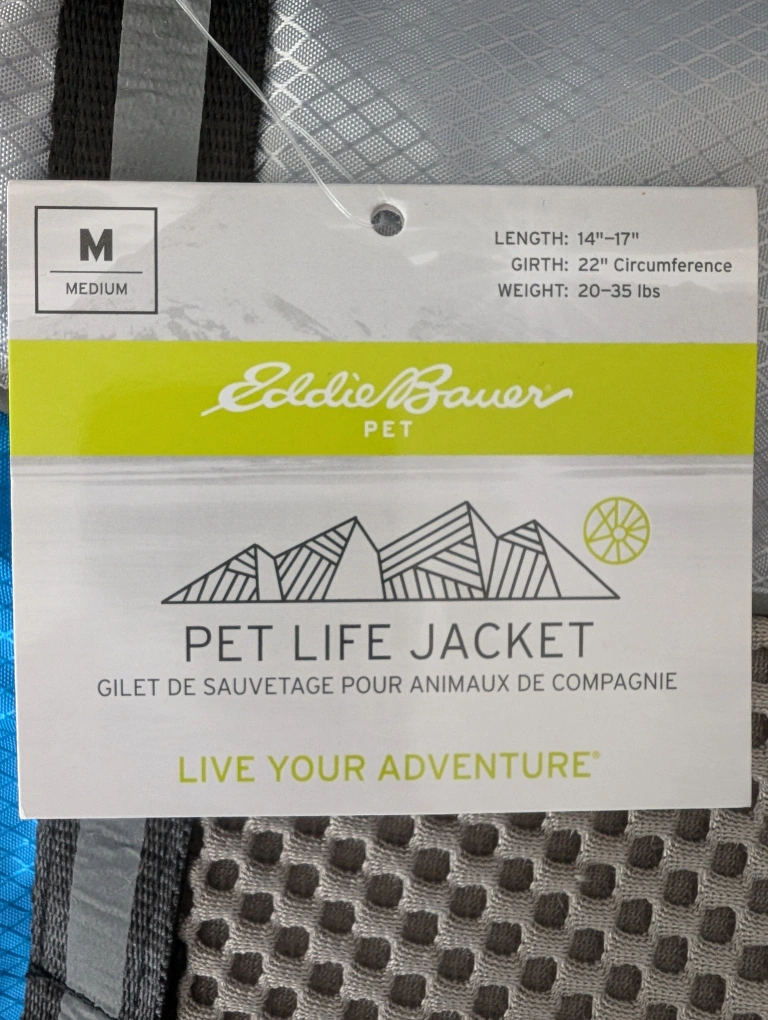 M
MEDIUM
LENGTH: 14"–17"
GIRTH: 22" Circumference
WEIGHT: 20–35 lbs
Eddie Bauer®
PET
PET LIFE JACKET
GILET DE SAUVETAGE POUR ANIMAUX DE COMPAGNIE
LIVE YOUR ADVENTURE®